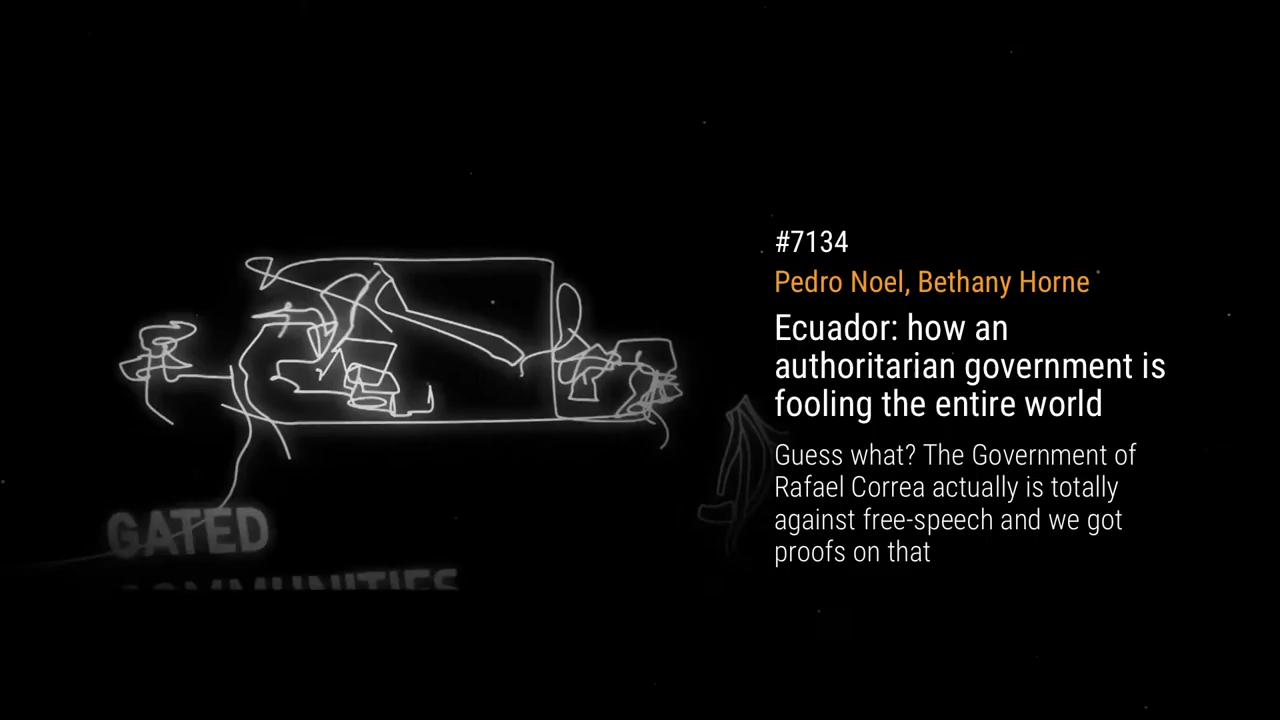 #7134
Pedro Noel, Bethany Horne
Ecuador: how an
authoritarian government is
fooling the entire world
Guess what? The Government of
Rafael Correa actually is totally
against free-speech and we got
proofs on that
GATED
COMMUNITIES